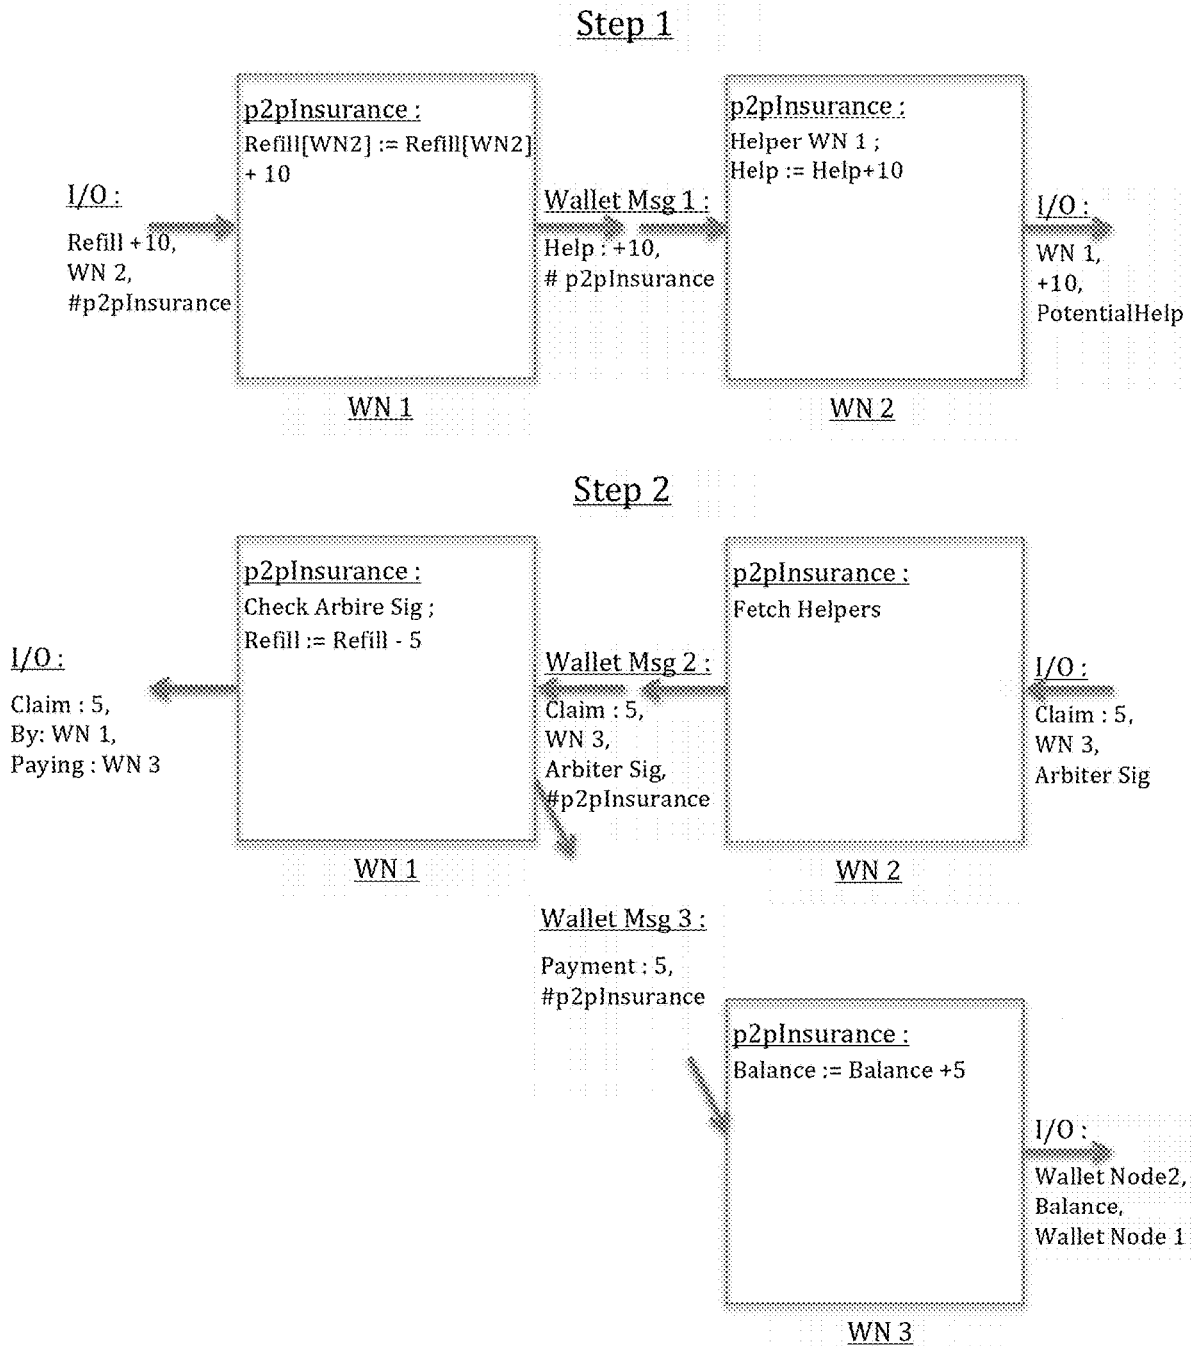 Step 1
p2pInsurance :
Refill[WN2] := Refill[WN2]
+ 10
p2pInsurance :
Helper WN 1 ;
Help := Help+10
I/O :
Refill +10,
WN 2,
#p2pInsurance
Wallet Msg 1 :
Help : +10,
# p2pInsurance
I/O :
WN 1,
+10,
PotentialHelp
WN 1
WN 2
Step 2
p2pInsurance :
Check Arbire Sig ;
Refill := Refill - 5
p2pInsurance :
Fetch Helpers
I/O :
Claim : 5,
By: WN 1,
Paying : WN 3
Wallet Msg 2 :
Claim : 5,
WN 3,
Arbiter Sig,
#p2pInsurance
I/O :
Claim : 5,
WN 3,
Arbiter Sig
WN 1
WN 2
Wallet Msg 3 :
Payment : 5,
#p2pInsurance
p2pInsurance :
Balance := Balance +5
I/O :
Wallet Node2,
Balance,
Wallet Node 1
WN 3